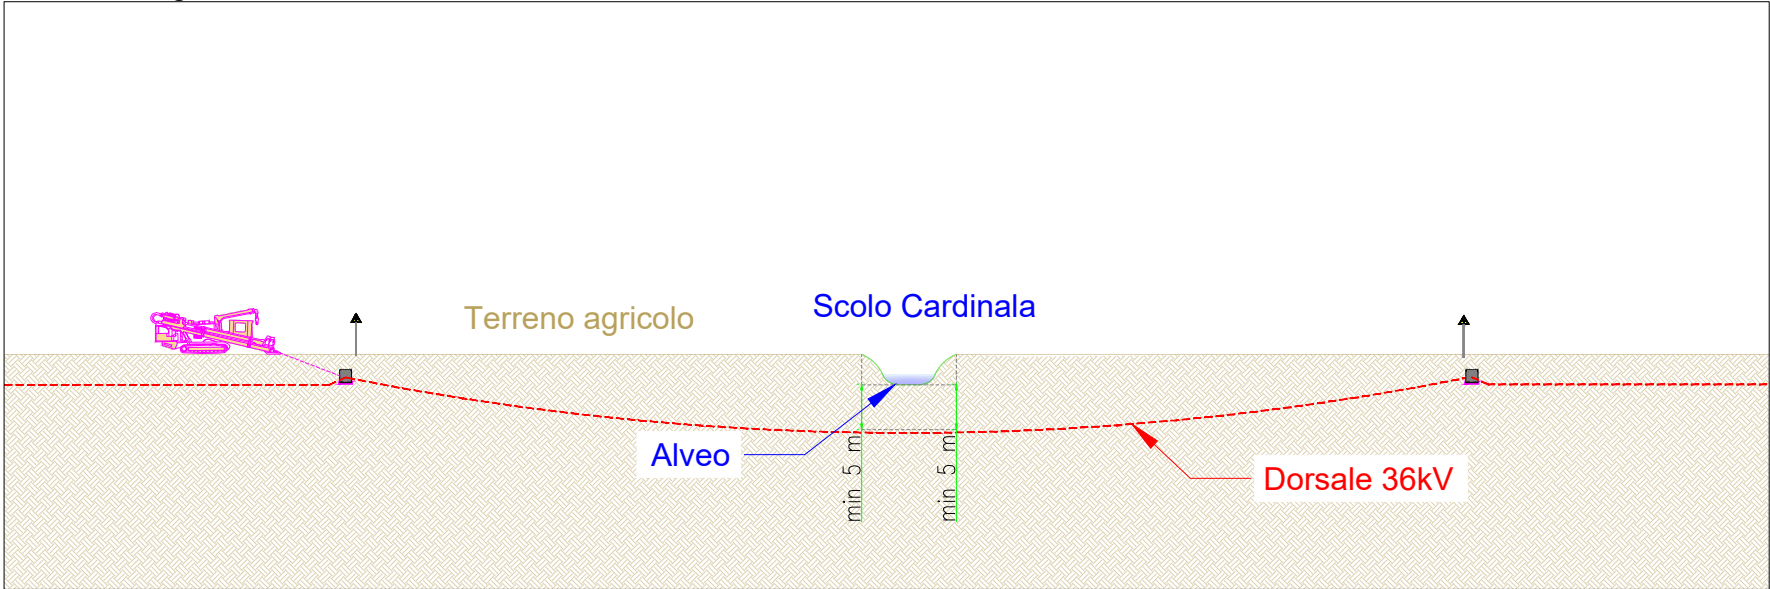 Scolo Cardinala
Terreno agricolo
Alveo
min 5 m
min 5 m
Dorsale 36kV